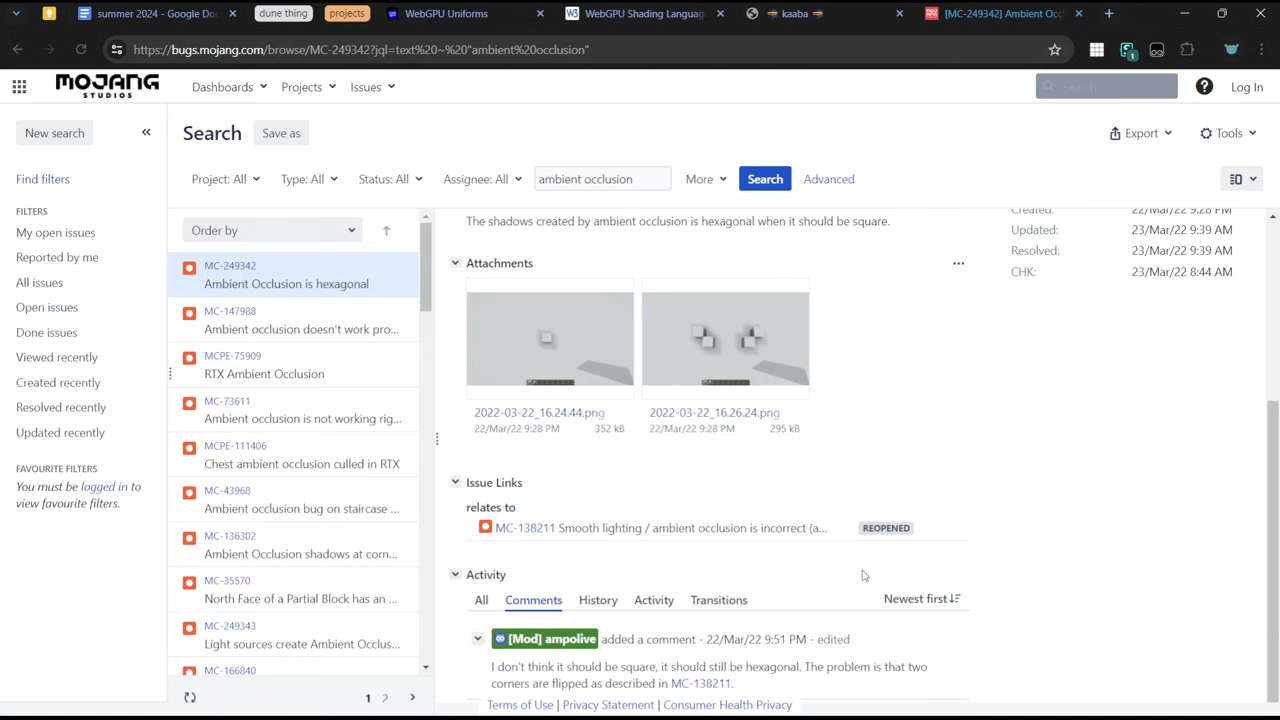 summer 2024 - Google Do
dune thing
projects
WebGPU Uniforms
WebGPU Shading Languag
kaaba
[MC-249342] Ambient Occ
https://bugs.mojang.com/browse/MC-249342?jql=text%20~%20"ambient%20occlusion"
1
MOJANG
STUDIOS
Dashboards
Projects
Issues
Search
Log In
New search
Search
Save as
Export
Tools
Find filters
Project: All
Type: All
Status: All
Assignee: All
ambient occlusion
More
Search
Advanced
FILTERS
My open issues
Reported by me
All issues
Open issues
Done issues
Viewed recently
Created recently
Resolved recently
Updated recently
FAVOURITE FILTERS
You must be logged in to
view favourite filters.
Order by
MC-249342
Ambient Occlusion is hexagonal
MC-147988
Ambient occlusion doesn't work pro...
MCPE-75909
RTX Ambient Occlusion
MC-73611
Ambient occlusion is not working rig...
MCPE-111406
Chest ambient occlusion culled in RTX
MC-43968
Ambient occlusion bug on staircase ...
MC-136302
Ambient Occlusion shadows at corn...
MC-35570
North Face of a Partial Block has an ...
MC-249343
Light sources create Ambient Occlus...
MC-166840
1 2
The shadows created by ambient occlusion is hexagonal when it should be square.
Attachments
2022-03-22_16.24.44.png
22/Mar/22 9:28 PM 352 kB
2022-03-22_16.26.24.png
22/Mar/22 9:28 PM 295 kB
Issue Links
relates to
MC-138211 Smooth lighting / ambient occlusion is incorrect (a... REOPENED
Activity
All Comments History Activity Transitions Newest first
[Mod] ampolive added a comment - 22/Mar/22 9:51 PM - edited
I don't think it should be square, it should still be hexagonal. The problem is that two
corners are flipped as described in MC-138211.
Terms of Use | Privacy Statement | Consumer Health Privacy
Created: 22/Mar/22 9:28 PM
Updated: 23/Mar/22 9:39 AM
Resolved: 23/Mar/22 9:39 AM
CHK: 23/Mar/22 8:44 AM